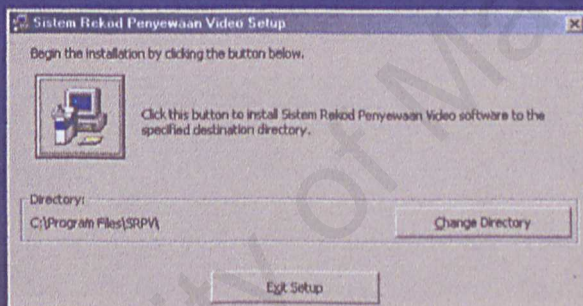 Sistem Rekod Penyewaan Video Setup
Begin the installation by clicking the button below.
Click this button to install Sistem Rekod Penyewaan Video software to the
specified destination directory.
Directory:
C:\Program Files\SRPV\
Change Directory
Exit Setup